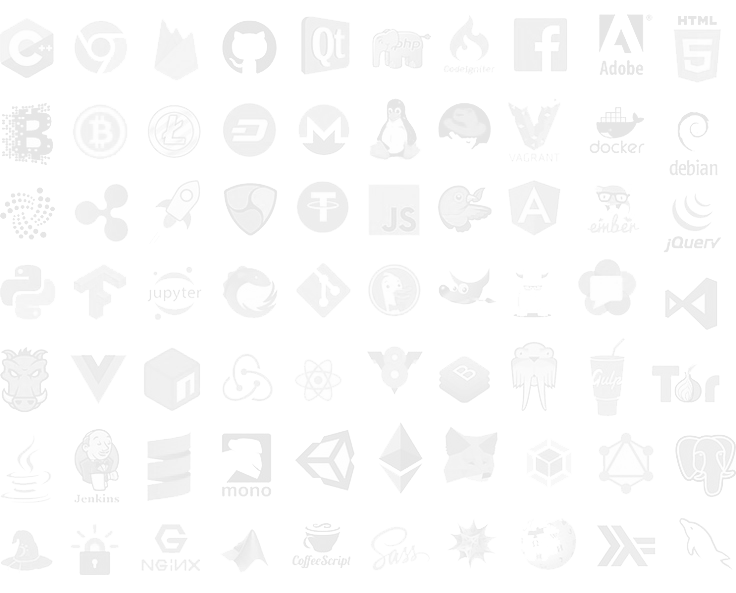 C++
HTML
5
Qt
php
CodeIgniter
f
Adobe
B
VAGRANT
docker
debian
T
JS
A
ember
jQuery
jupyter
n
B
Gulp
Tor
Jenkins
mono
G
NGiNX
CoffeeScript
Sass